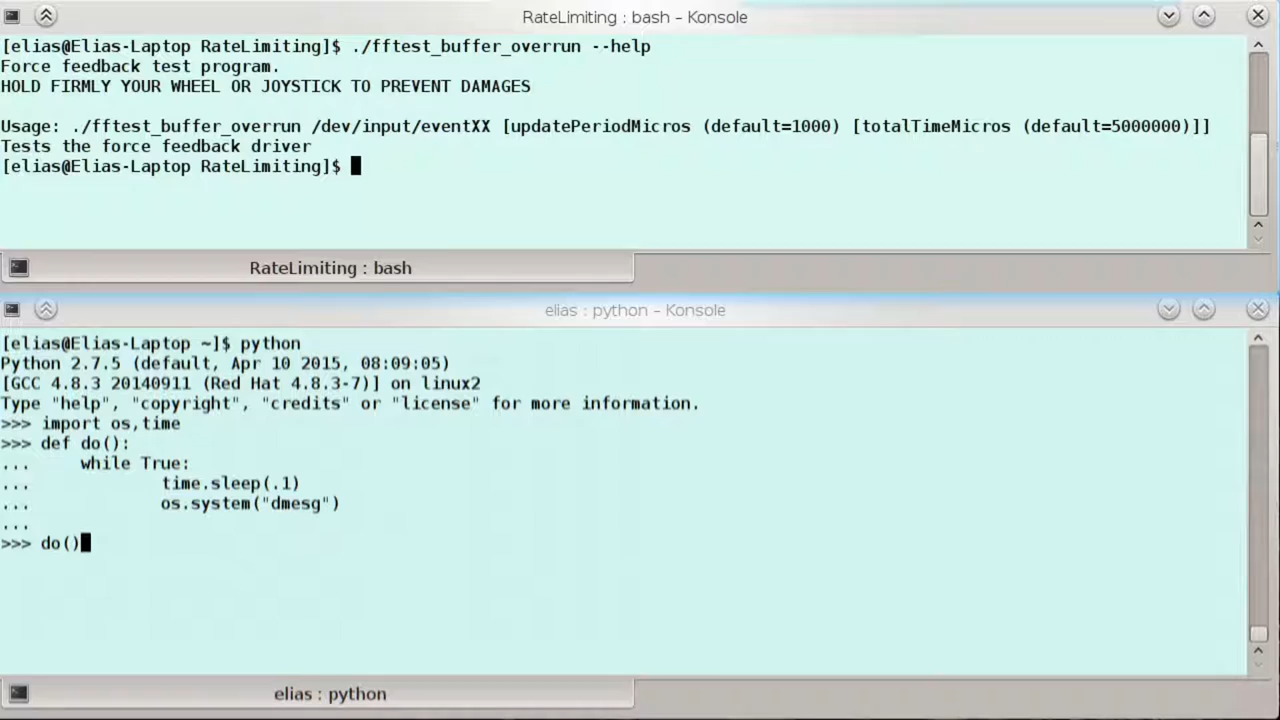 RateLimiting : bash – Konsole
[elias@Elias-Laptop RateLimiting]$ ./fftest_buffer_overrun --help
Force feedback test program.
HOLD FIRMLY YOUR WHEEL OR JOYSTICK TO PREVENT DAMAGES
Usage: ./fftest_buffer_overrun /dev/input/eventXX [updatePeriodMicros (default=1000) [totalTimeMicros (default=5000000)]]
Tests the force feedback driver
[elias@Elias-Laptop RateLimiting]$
RateLimiting : bash
elias : python – Konsole
[elias@Elias-Laptop ~]$ python
Python 2.7.5 (default, Apr 10 2015, 08:09:05)
[GCC 4.8.3 20140911 (Red Hat 4.8.3-7)] on linux2
Type "help", "copyright", "credits" or "license" for more information.
>>> import os,time
>>> def do():
...     while True:
...             time.sleep(.1)
...             os.system("dmesg")
...
>>> do()
elias : python